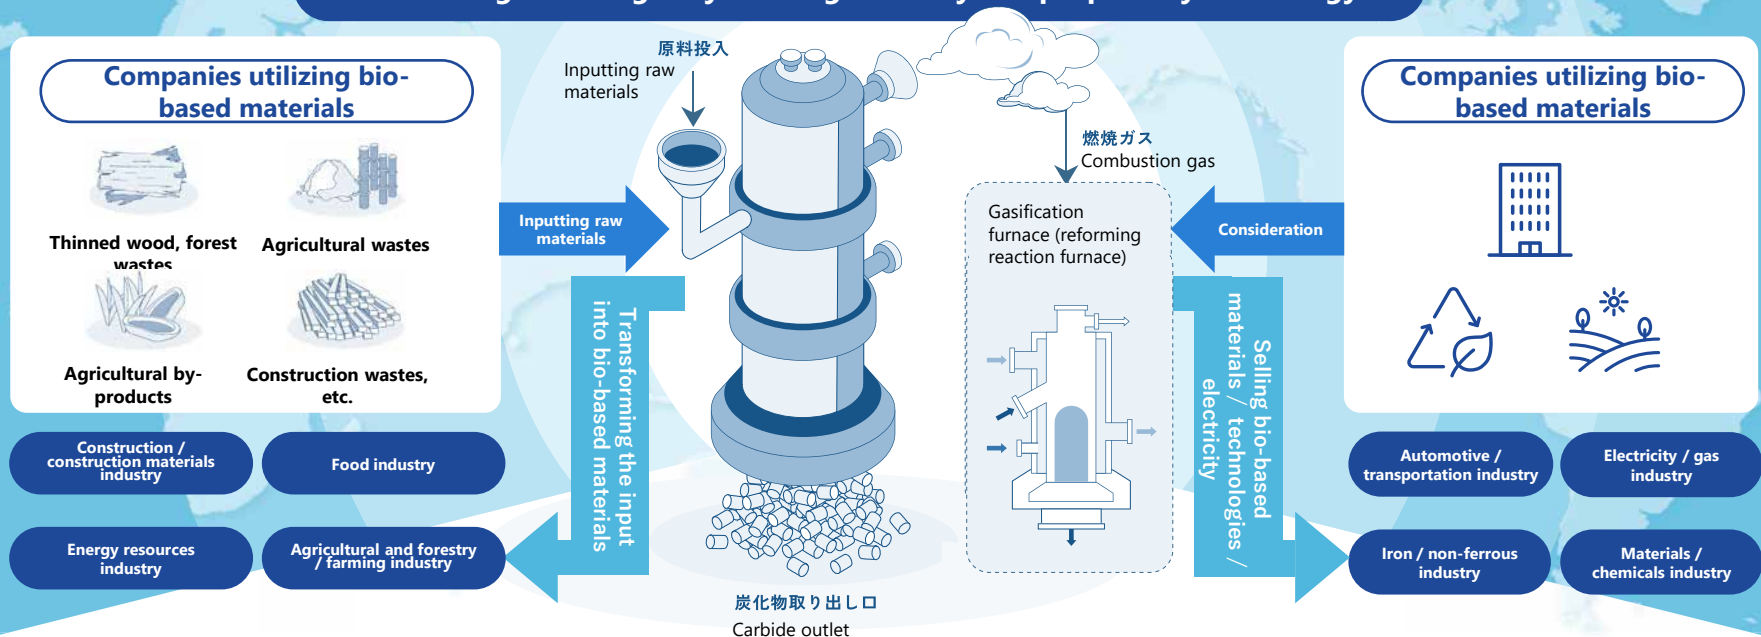 Companies utilizing bio-
based materials
Thinned wood, forest
wastes
Agricultural wastes
Agricultural by-
products
Construction wastes,
etc.
Construction /
construction materials
industry
Food industry
Energy resources
industry
Agricultural and forestry
/ farming industry
Inputting raw
materials
Transforming the input
into bio-based materials
原料投入
Inputting raw
materials
炭化物取り出し口
Carbide outlet
燃焼ガス
Combustion gas
Gasification
furnace (reforming
reaction furnace)
Consideration
Selling bio-based
materials / technologies /
electricity
Companies utilizing bio-
based materials
Automotive /
transportation industry
Electricity / gas
industry
Iron / non-ferrous
industry
Materials /
chemicals industry